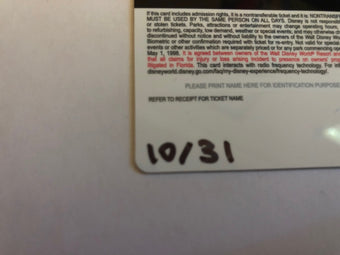 If this card includes admission rights, it is a nontransferable ticket and it is NONTRANSF
MUST BE USED BY THE SAME PERSON ON ALL DAYS. Disney is not responsib
or stolen tickets. Parks, attractions or entertainment may change operating hours,
to refurbishing, capacity, low demand, weather or special events; and may otherwise ch
discontinued without notice and without liability to the owners of the Walt Disney Wo
Biometric or other confirmation required with ticket for re-entry. Not valid for special
events or other activities which are separately priced or for any park commencing ope
May 1, 1998. It is agreed between owners of the Walt Disney World® Resort an
that all claims for injury or loss arising incident to presence on owners' prop
litigated in Florida. This card interacts with radio frequency technology. For inf
disneyworld.disney.go.com/faq/my-disney-experience/frequency-technology/.
PLEASE PRINT NAME HERE FOR IDENTIFICATION PURPOSE
REFER TO RECEIPT FOR TICKET NAME
10/31